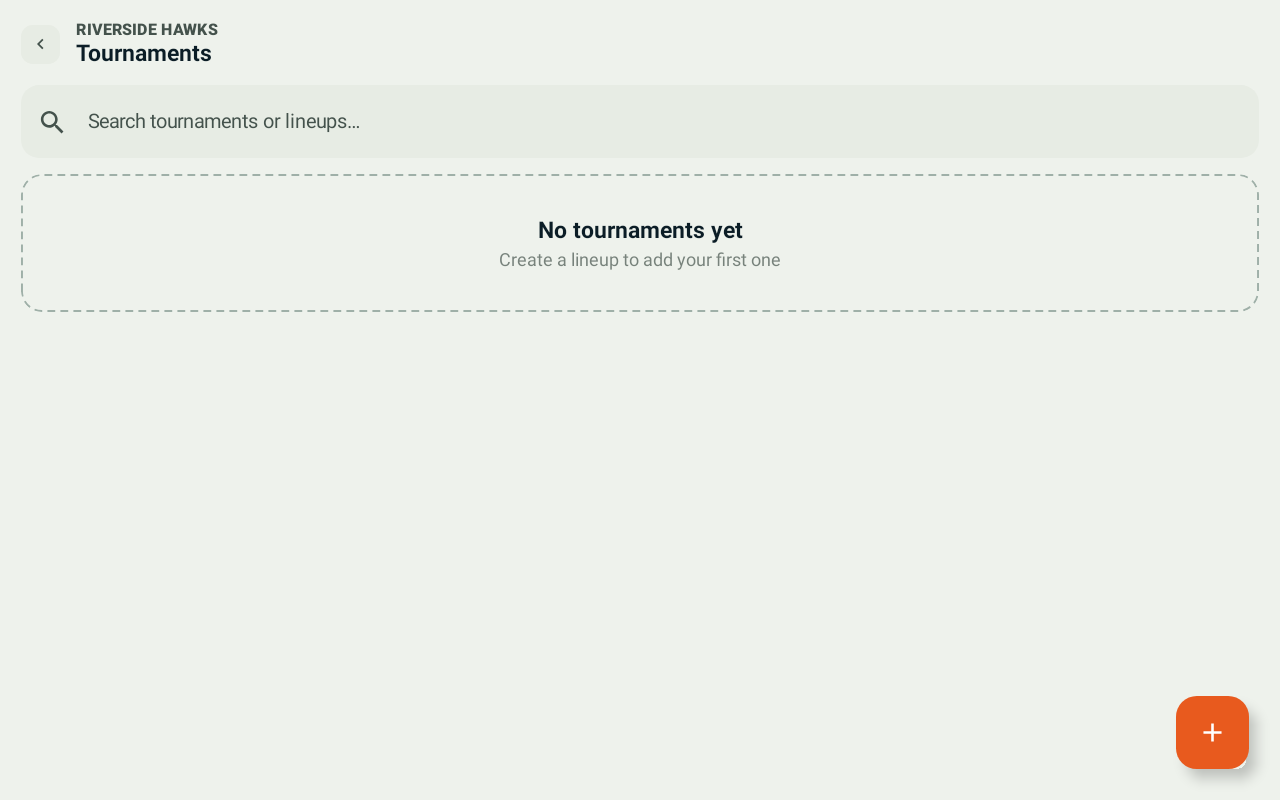 RIVERSIDE HAWKS
Tournaments
Search tournaments or lineups...
No tournaments yet
Create a lineup to add your first one